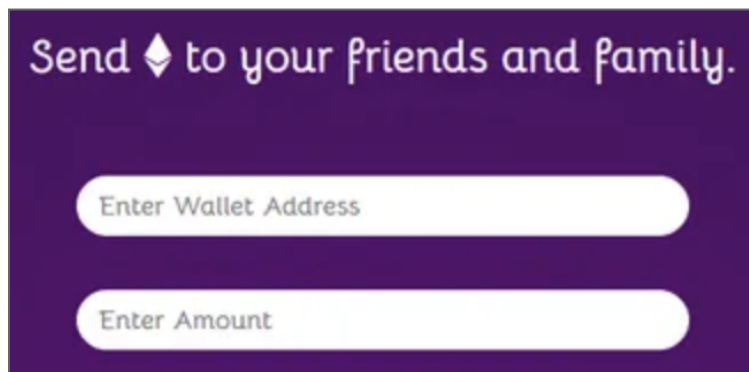 Send to your friends and family.
Enter Wallet Address
Enter Amount